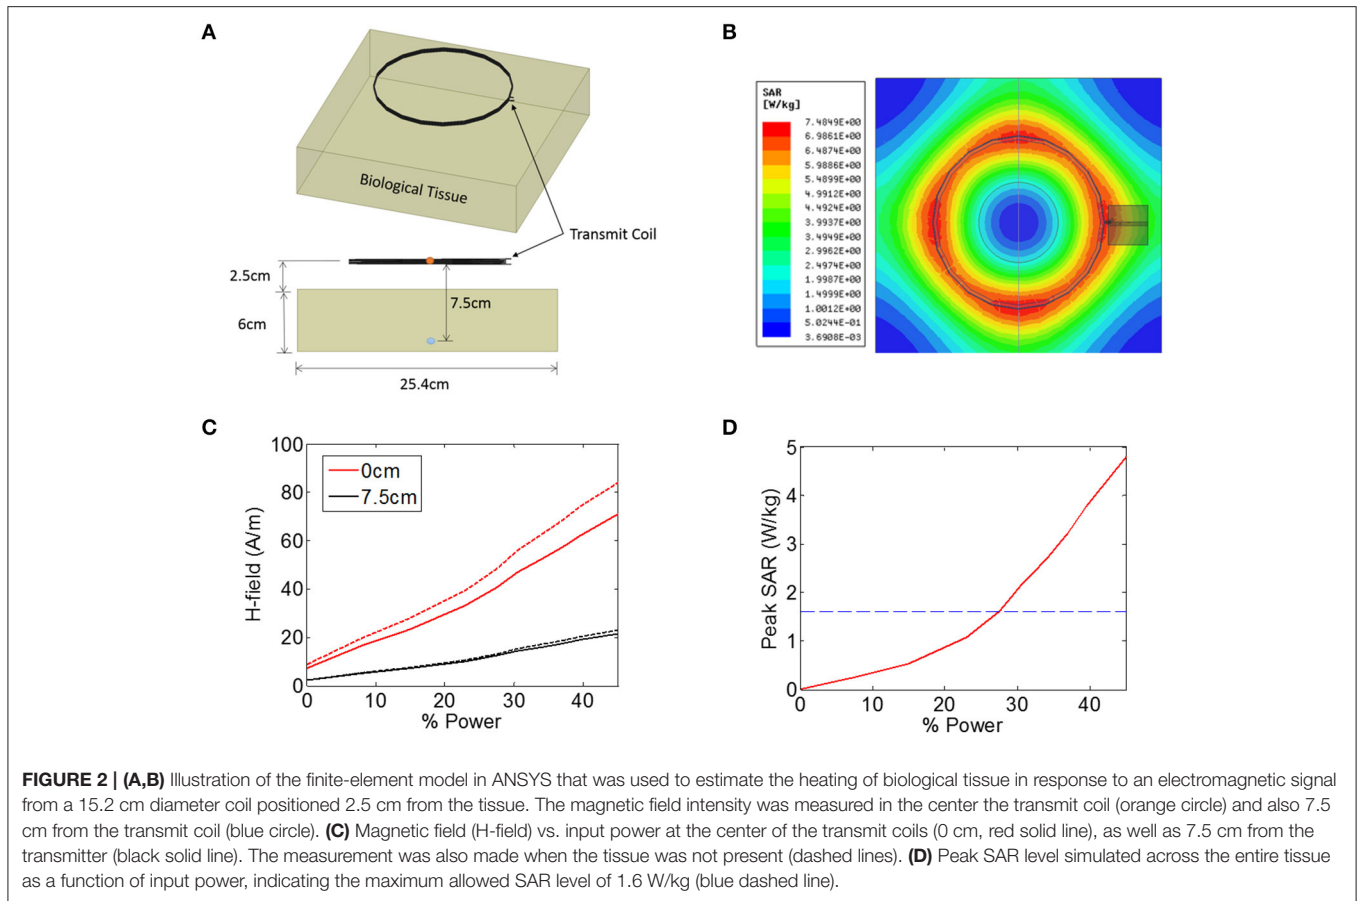 A
Biological Tissue
Transmit Coil
2.5cm
7.5cm
6cm
25.4cm
B
SAR
[W/kg]
7.4849E+00
6.9861E+00
6.4874E+00
5.9886E+00
5.4899E+00
4.9912E+00
4.4924E+00
3.9937E+00
3.4949E+00
2.9962E+00
2.4974E+00
1.9987E+00
1.4999E+00
1.0012E+00
5.0244E-01
3.6908E-03
C
100
80
60
40
20
0
H-field (A/m)
0cm
7.5cm
0 10 20 30 40
% Power
D
5
4
3
2
1
0
Peak SAR (W/kg)
0 10 20 30 40
% Power
FIGURE 2 | (A,B) Illustration of the finite-element model in ANSYS that was used to estimate the heating of biological tissue in response to an electromagnetic signal
from a 15.2 cm diameter coil positioned 2.5 cm from the tissue. The magnetic field intensity was measured in the center the transmit coil (orange circle) and also 7.5
cm from the transmit coil (blue circle). (C) Magnetic field (H-field) vs. input power at the center of the transmit coils (0 cm, red solid line), as well as 7.5 cm from the
transmitter (black solid line). The measurement was also made when the tissue was not present (dashed lines). (D) Peak SAR level simulated across the entire tissue
as a function of input power, indicating the maximum allowed SAR level of 1.6 W/kg (blue dashed line).